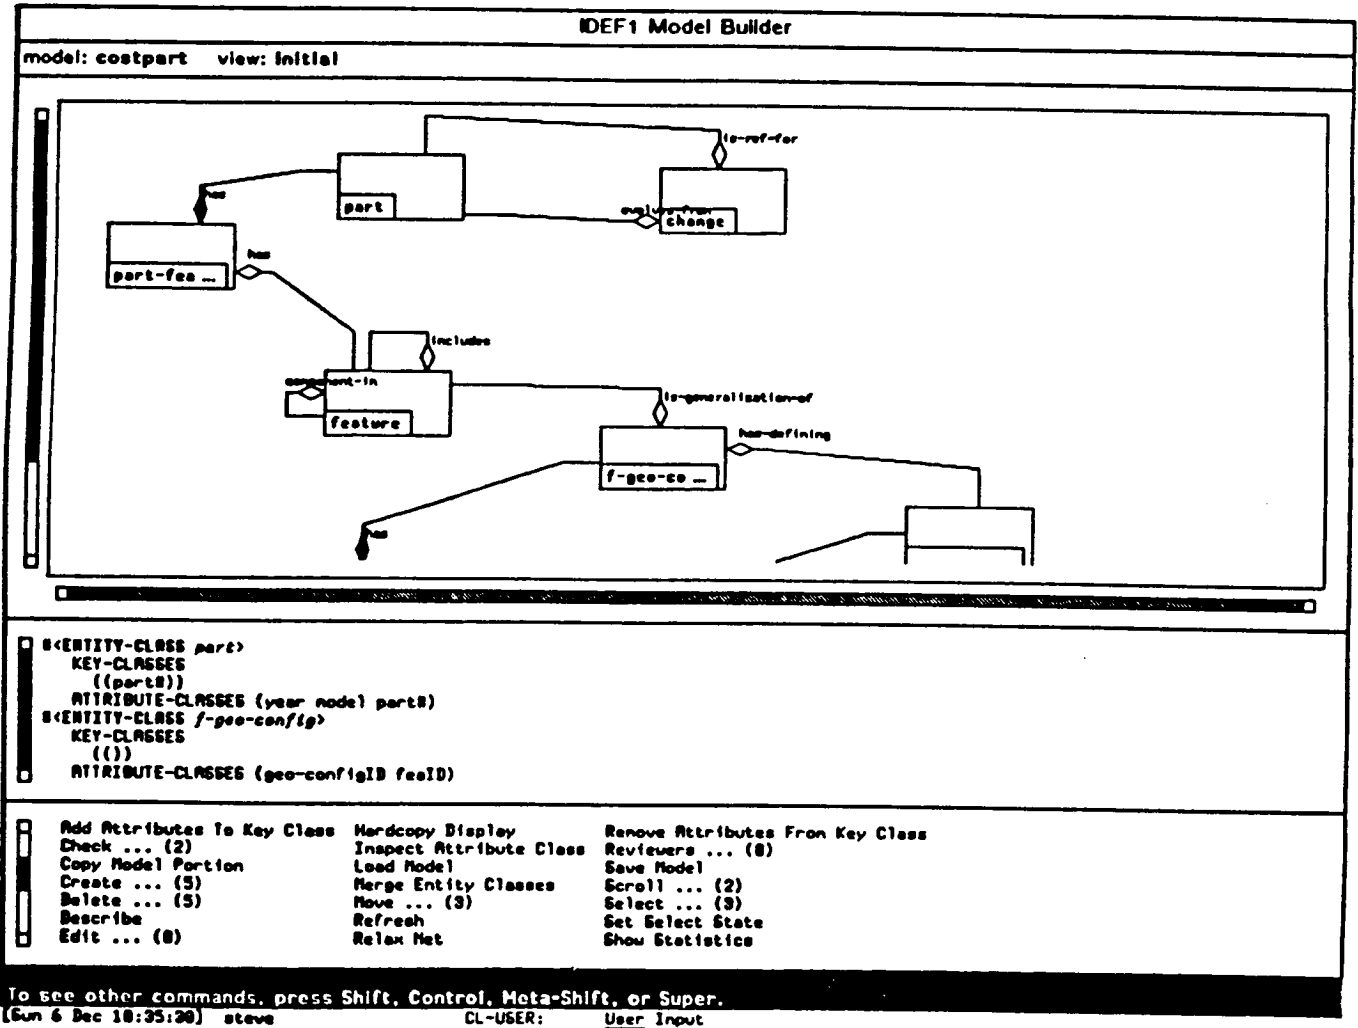 IDEF1 Model Builder
model: costpart view: initial
is-ref-for
has
part
evolves-from
change
has
part-fea ...
includes
component-in
feature
is-generalisation-of
has-defining
f-geo-co ...
has
#<ENTITY-CLASS part>
KEY-CLASSES
((part#))
ATTRIBUTE-CLASSES (year model part#)
#<ENTITY-CLASS f-geo-config>
KEY-CLASSES
(())
ATTRIBUTE-CLASSES (geo-configID feaID)
Add Attributes To Key Class Hardcopy Display Remove Attributes From Key Class
Check ... (2) Inspect Attribute Class Reviewers ... (8)
Copy Model Portion Load Model Save Model
Create ... (5) Merge Entity Classes Scroll ... (2)
Delete ... (5) Move ... (3) Select ... (3)
Describe Refresh Set Select State
Edit ... (8) Relax Net Show Statistics
To see other commands, press Shift, Control, Meta-Shift, or Super.
[Sun 6 Dec 10:35:20] steve CL-USER: User Input